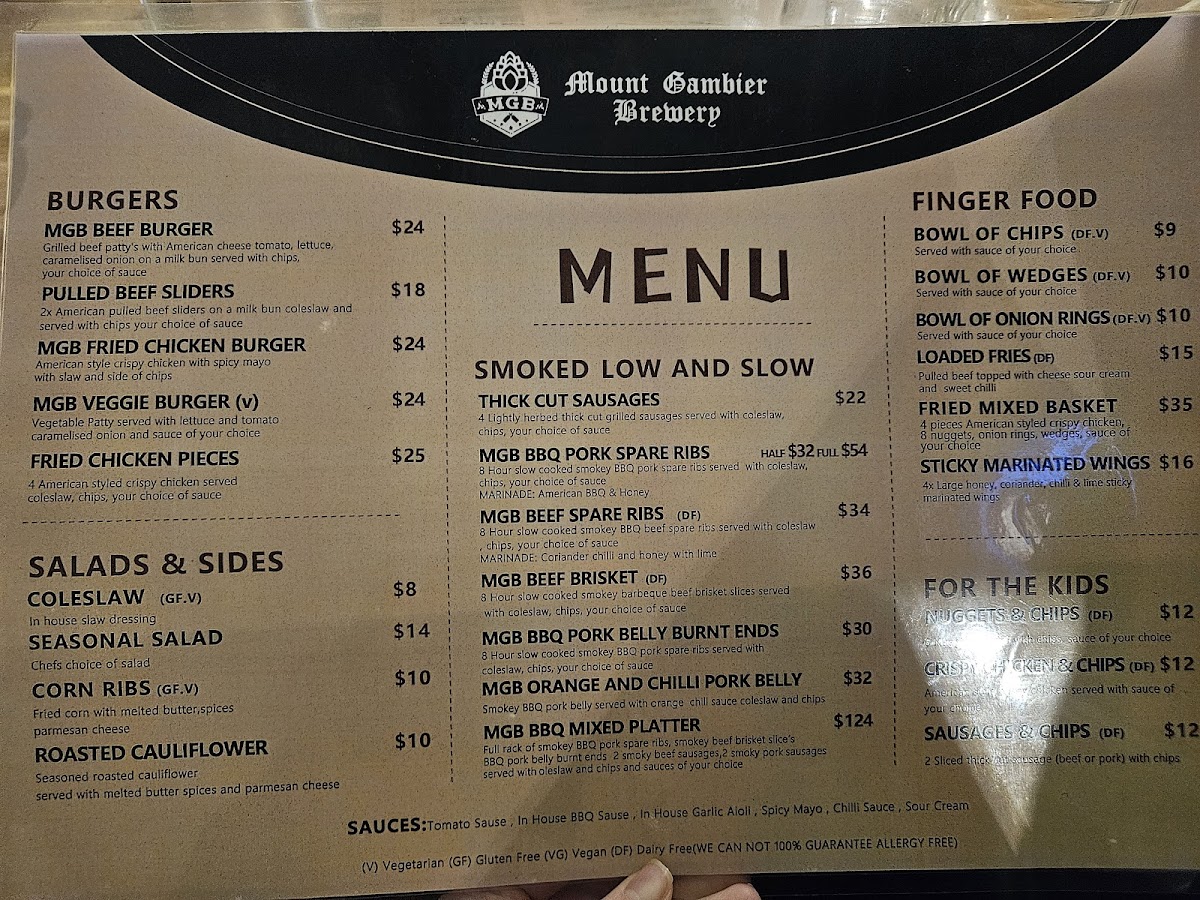 MGB
Mount Gambier
Brewery
BURGERS
MGB BEEF BURGER $24
Grilled beef patty's with American cheese tomato, lettuce,
caramelised onion on a milk bun served with chips,
your choice of sauce
PULLED BEEF SLIDERS $18
2x American pulled beef sliders on a milk bun coleslaw and
served with chips your choice of sauce
MGB FRIED CHICKEN BURGER $24
American style crispy chicken with spicy mayo
with slaw and side of chips
MGB VEGGIE BURGER (v) $24
Vegetable Patty served with lettuce and tomato
caramelised onion and sauce of your choice
FRIED CHICKEN PIECES $25
4 American styled crispy chicken served
coleslaw, chips, your choice of sauce
SALADS & SIDES
COLESLAW (GF.V) $8
In house slaw dressing
SEASONAL SALAD $14
Chefs choice of salad
CORN RIBS (GF.V) $10
Fried corn with melted butter,spices
parmesan cheese
ROASTED CAULIFLOWER $10
Seasoned roasted cauliflower
served with melted butter spices and parmesan cheese
MENU
SMOKED LOW AND SLOW
THICK CUT SAUSAGES $22
4 Lightly herbed thick cut grilled sausages served with coleslaw,
chips, your choice of sauce
MGB BBQ PORK SPARE RIBS HALF $32 FULL $54
8 Hour slow cooked smokey BBQ pork spare ribs served with coleslaw,
chips, your choice of sauce
MARINADE: American BBQ & Honey
MGB BEEF SPARE RIBS (DF) $34
8 Hour slow cooked smokey BBQ beef spare ribs served with coleslaw
, chips, your choice of sauce
MARINADE: Coriander chilli and honey with lime
MGB BEEF BRISKET (DF) $36
8 Hour slow cooked smokey barbeque beef brisket slices served
with coleslaw, chips, your choice of sauce
MGB BBQ PORK BELLY BURNT ENDS $30
8 Hour slow cooked smokey BBQ pork spare ribs served with
coleslaw, chips, your choice of sauce
MGB ORANGE AND CHILLI PORK BELLY $32
Smokey BBQ pork belly served with orange chill sauce coleslaw and chips
MGB BBQ MIXED PLATTER $124
Full rack of smokey BBQ pork spare ribs, smokey beef brisket slice's
BBQ pork belly burnt ends 2 smoky beef sausages,2 smoky pork sausages
served with oleslaw and chips and sauces of your choice
FINGER FOOD
BOWL OF CHIPS (DF.V) $9
Served with sauce of your choice
BOWL OF WEDGES (DF.V) $10
Served with sauce of your choice
BOWL OF ONION RINGS (DF.V) $10
Served with sauce of your choice
LOADED FRIES (DF) $15
Pulled beef topped with cheese sour cream
and sweet chilli
FRIED MIXED BASKET $35
4 pieces American styled crispy chicken,
8 nuggets, onion rings, wedges, sauce of
your choice
STICKY MARINATED WINGS $16
4x Large honey, coriander, chilli & lime sticky
marinated wings
FOR THE KIDS
NUGGETS & CHIPS (DF) $12
with chips, sauce of your choice
CRISPY CHICKEN & CHIPS (DF) $12
chicken served with sauce of
your choice
SAUSAGES & CHIPS (DF) $12
2 Sliced thick cut sausage (beef or pork) with chips
SAUCES:Tomato Sause , In House BBQ Sause , In House Garlic Aioli , Spicy Mayo , Chilli Sauce , Sour Cream
(V) Vegetarian (GF) Gluten Free (VG) Vegan (DF) Dairy Free(WE CAN NOT 100% GUARANTEE ALLERGY FREE)